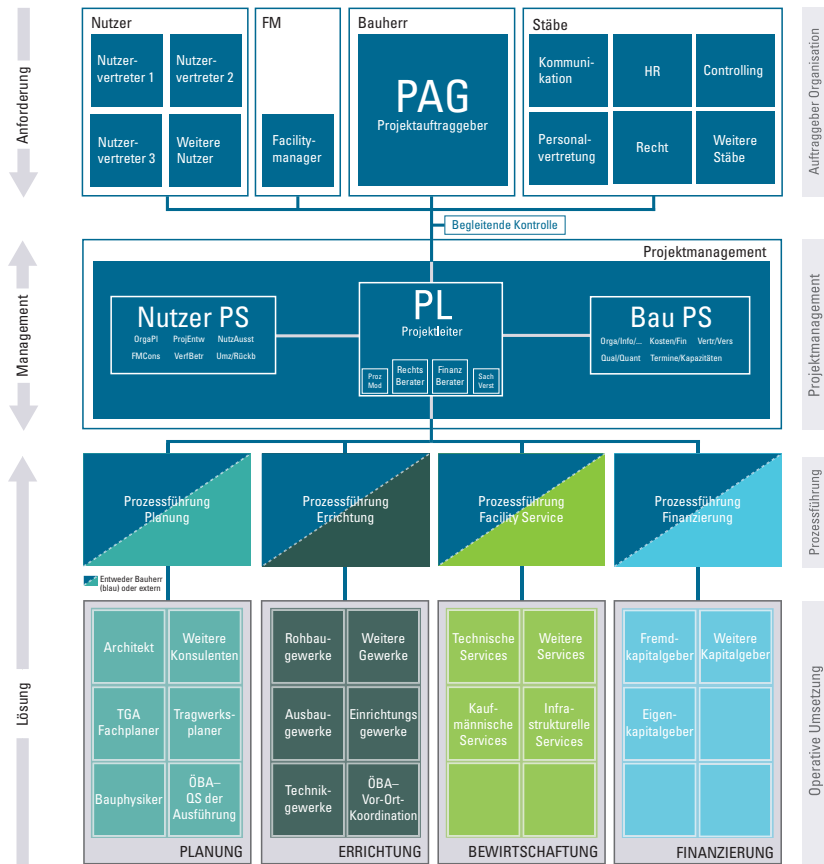 Nutzer
FM
Bauherr
Stäbe
Anforderung
Auftraggeber Organisation
Nutzer-
vertreter 1
Nutzer-
vertreter 2
Nutzer-
vertreter 3
Weitere
Nutzer
Facility-
manager
PAG
Projektauftraggeber
Kommuni-
kation
HR
Controlling
Personal-
vertretung
Recht
Weitere
Stäbe
Begleitende Kontrolle
Management
Projektmanagement
Projektmanagement
Nutzer PS
OrgaPl ProjEntw NutzAusst
FMCons VerfBetr Umz/Rückb
PL
Projektleiter
Proz
Mod
Rechts
Berater
Finanz
Berater
Sach
Verst
Bau PS
Orga/Info/... Kosten/Fin Vertr/Vers
Qual/Quant Termine/Kapazitäten
Lösung
Prozessführung
Prozessführung
Planung
Prozessführung
Errichtung
Prozessführung
Facility Service
Prozessführung
Finanzierung
Entweder Bauherr
(blau) oder extern
Operative Umsetzung
Architekt
Weitere
Konsulenten
TGA
Fachplaner
Tragwerks-
planer
Bauphysiker
ÖBA–
QS der
Ausführung
PLANUNG
Rohbau-
gewerke
Weitere
Gewerke
Ausbau-
gewerke
Einrichtungs
gewerke
Technik-
gewerke
ÖBA–
Vor-Ort-
Koordination
ERRICHTUNG
Technische
Services
Weitere
Services
Kauf-
männische
Services
Infra-
strukturelle
Services
BEWIRTSCHAFTUNG
Fremd-
kapitalgeber
Weitere
Kapitalgeber
Eigen-
kapitalgeber
FINANZIERUNG